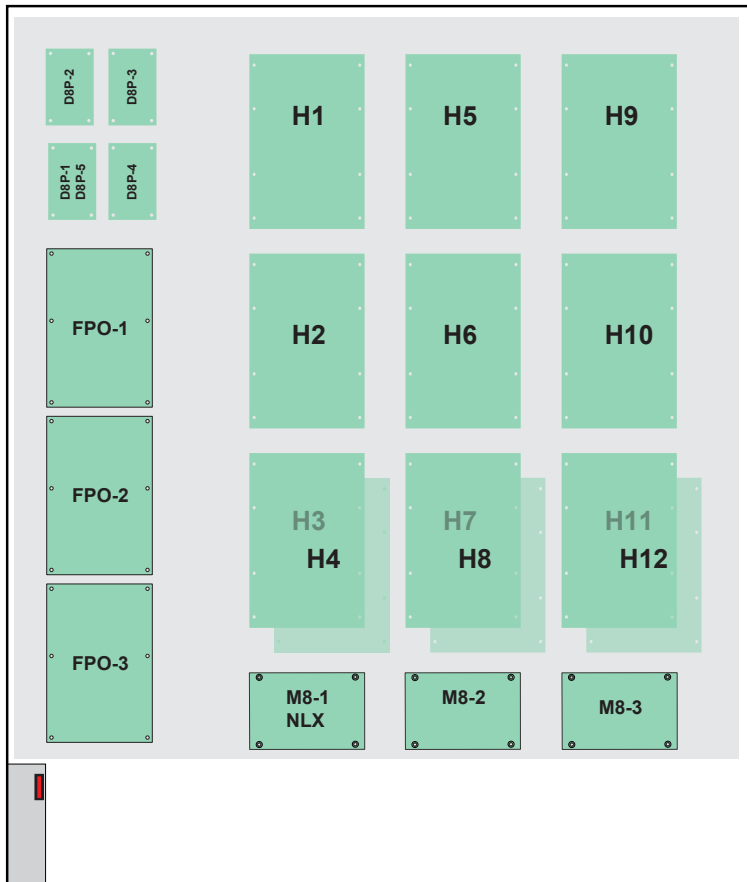 D8P-2
D8P-3
D8P-1
D8P-5
D8P-4
FPO-1
FPO-2
FPO-3
H1
H5
H9
H2
H6
H10
H3
H4
H7
H8
H11
H12
M8-1
NLX
M8-2
M8-3